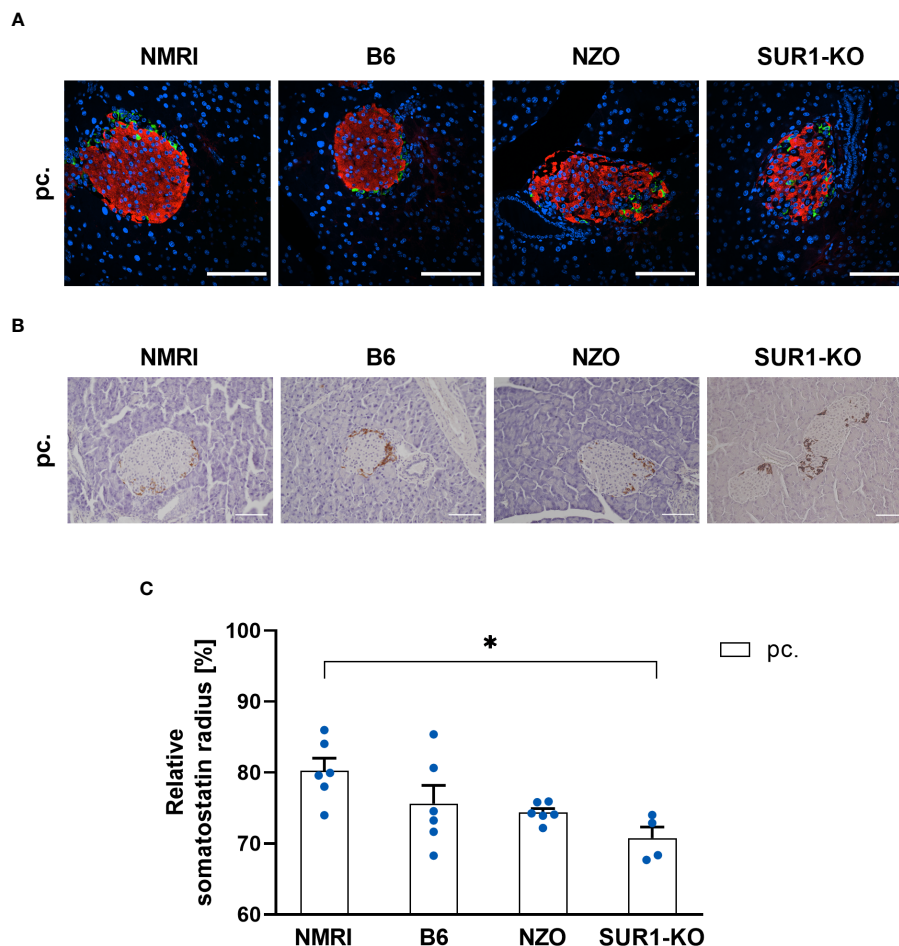 A
NMRI B6 NZO SUR1-KO
pc.
B
NMRI B6 NZO SUR1-KO
pc.
C
Relative
somatostatin radius [%]
100
90
80
70
60
*
pc.
NMRI B6 NZO SUR1-KO